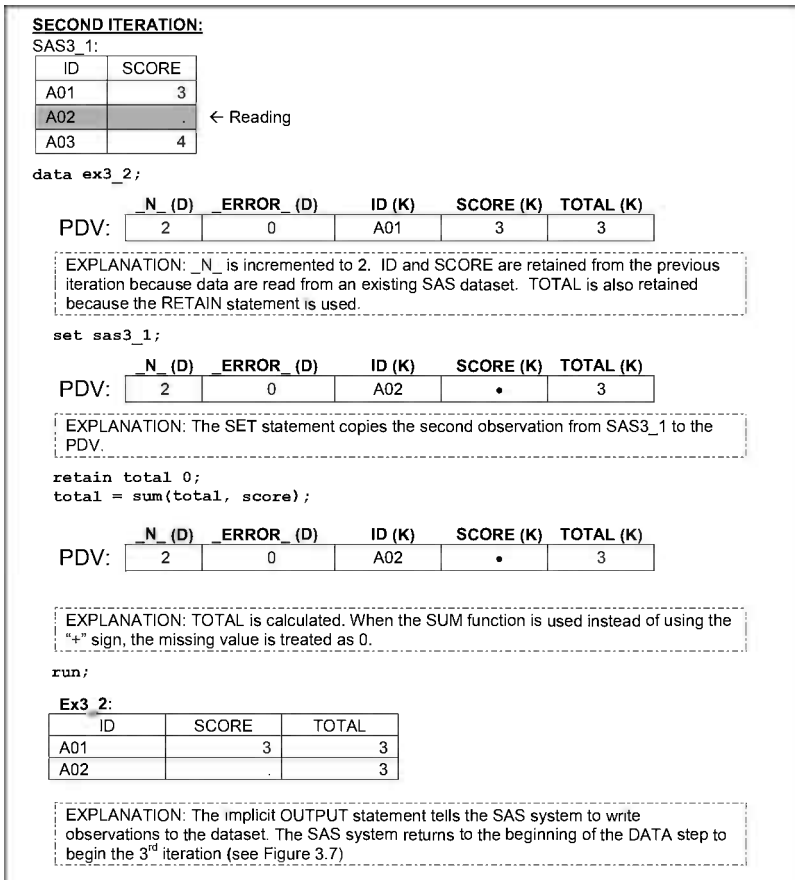 SECOND ITERATION:
SAS3_1:
ID SCORE
A01 3
A02 . ← Reading
A03 4
data ex3_2;
_N_ (D) _ERROR_ (D) ID (K) SCORE (K) TOTAL (K)
PDV: 2 0 A01 3 3
EXPLANATION: _N_ is incremented to 2. ID and SCORE are retained from the previous
iteration because data are read from an existing SAS dataset. TOTAL is also retained
because the RETAIN statement is used.
set sas3_1;
_N_ (D) _ERROR_ (D) ID (K) SCORE (K) TOTAL (K)
PDV: 2 0 A02 • 3
EXPLANATION: The SET statement copies the second observation from SAS3_1 to the
PDV.
retain total 0;
total = sum(total, score);
_N_ (D) _ERROR_ (D) ID (K) SCORE (K) TOTAL (K)
PDV: 2 0 A02 • 3
EXPLANATION: TOTAL is calculated. When the SUM function is used instead of using the
“+” sign, the missing value is treated as 0.
run;
Ex3_2:
ID SCORE TOTAL
A01 3 3
A02 . 3
EXPLANATION: The implicit OUTPUT statement tells the SAS system to write
observations to the dataset. The SAS system returns to the beginning of the DATA step to
begin the 3rd iteration (see Figure 3.7)